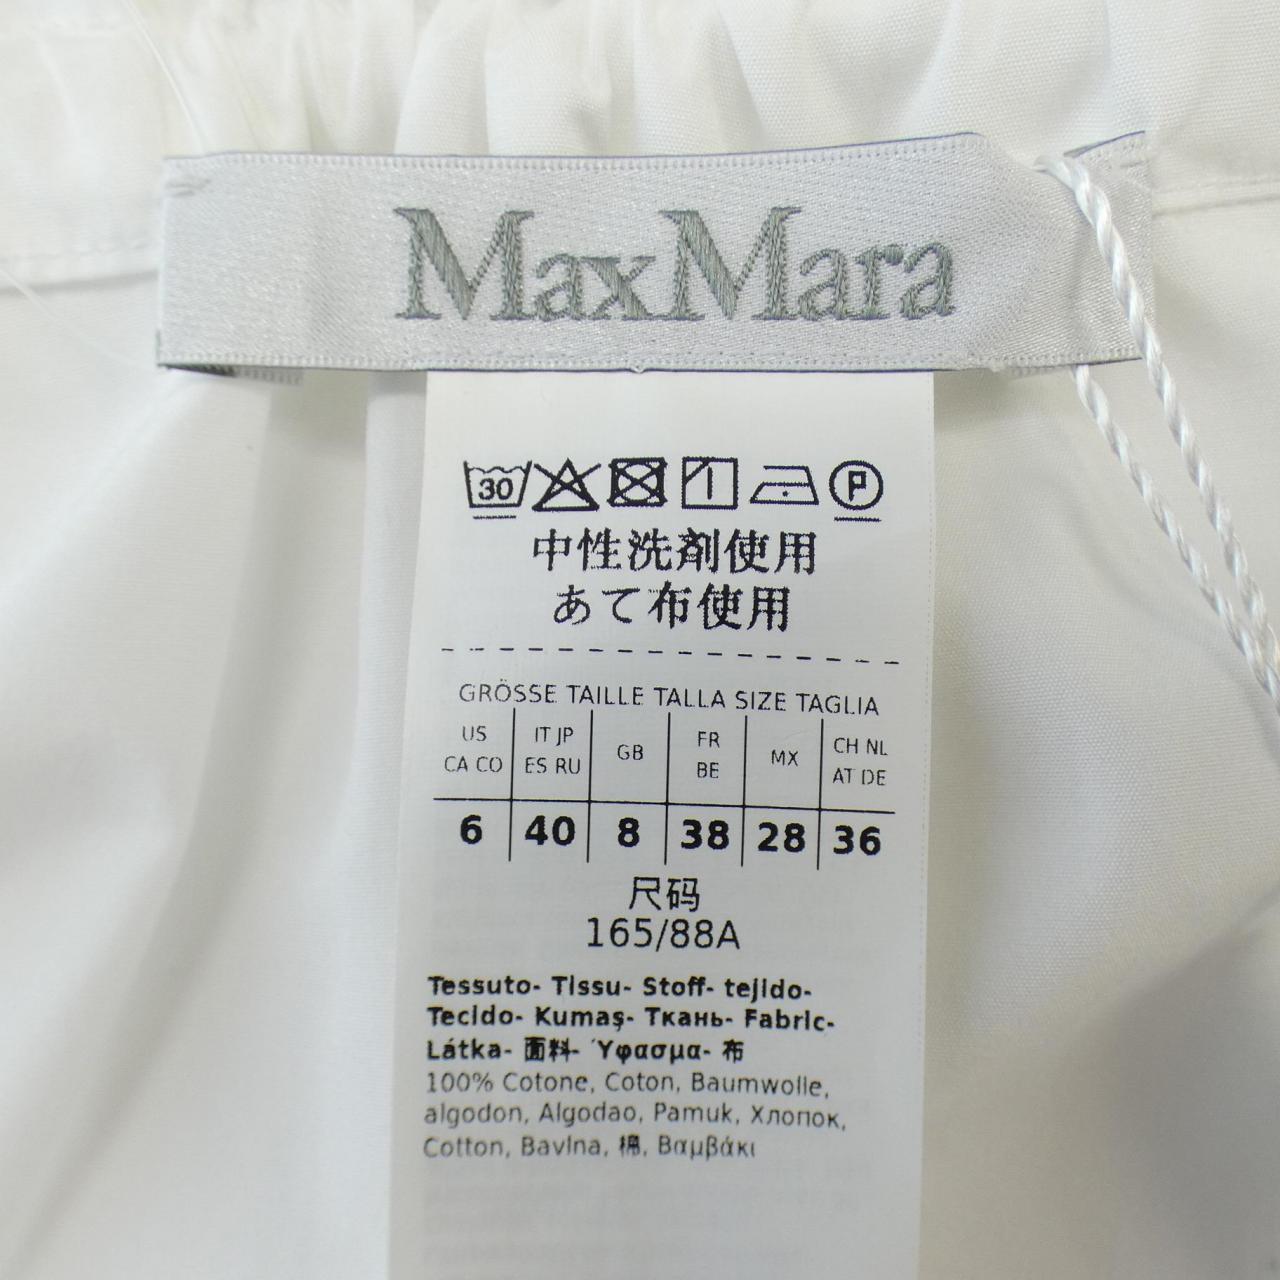 MaxMara
30 P
中性洗剤使用
あて布使用
GRÖSSE TAILLE TALLA SIZE TAGLIA
US IT JP GB FR MX CH NL
CA CO ES RU BE AT DE
6 40 8 38 28 36
尺码
165/88A
Tessuto- Tissu- Stoff- tejido-
Tecido- Kumaş- Ткань- Fabric-
Látka- 面料- Ύφασμα- 布
100% Cotone, Coton, Baumwolle,
algodon, Algodao, Pamuk, Хлопок,
Cotton, Bavlna, 棉, Βαμβάκι